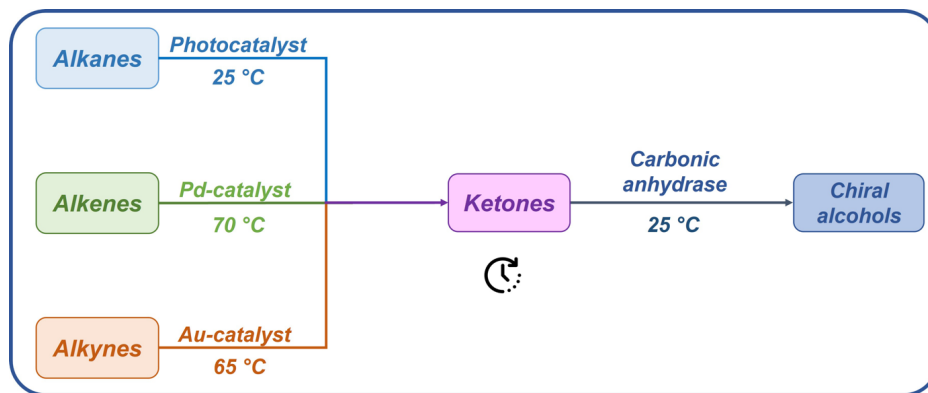 Alkanes
Photocatalyst
25 °C
Alkenes
Pd-catalyst
70 °C
Alkynes
Au-catalyst
65 °C
Ketones
Carbonic
anhydrase
25 °C
Chiral
alcohols